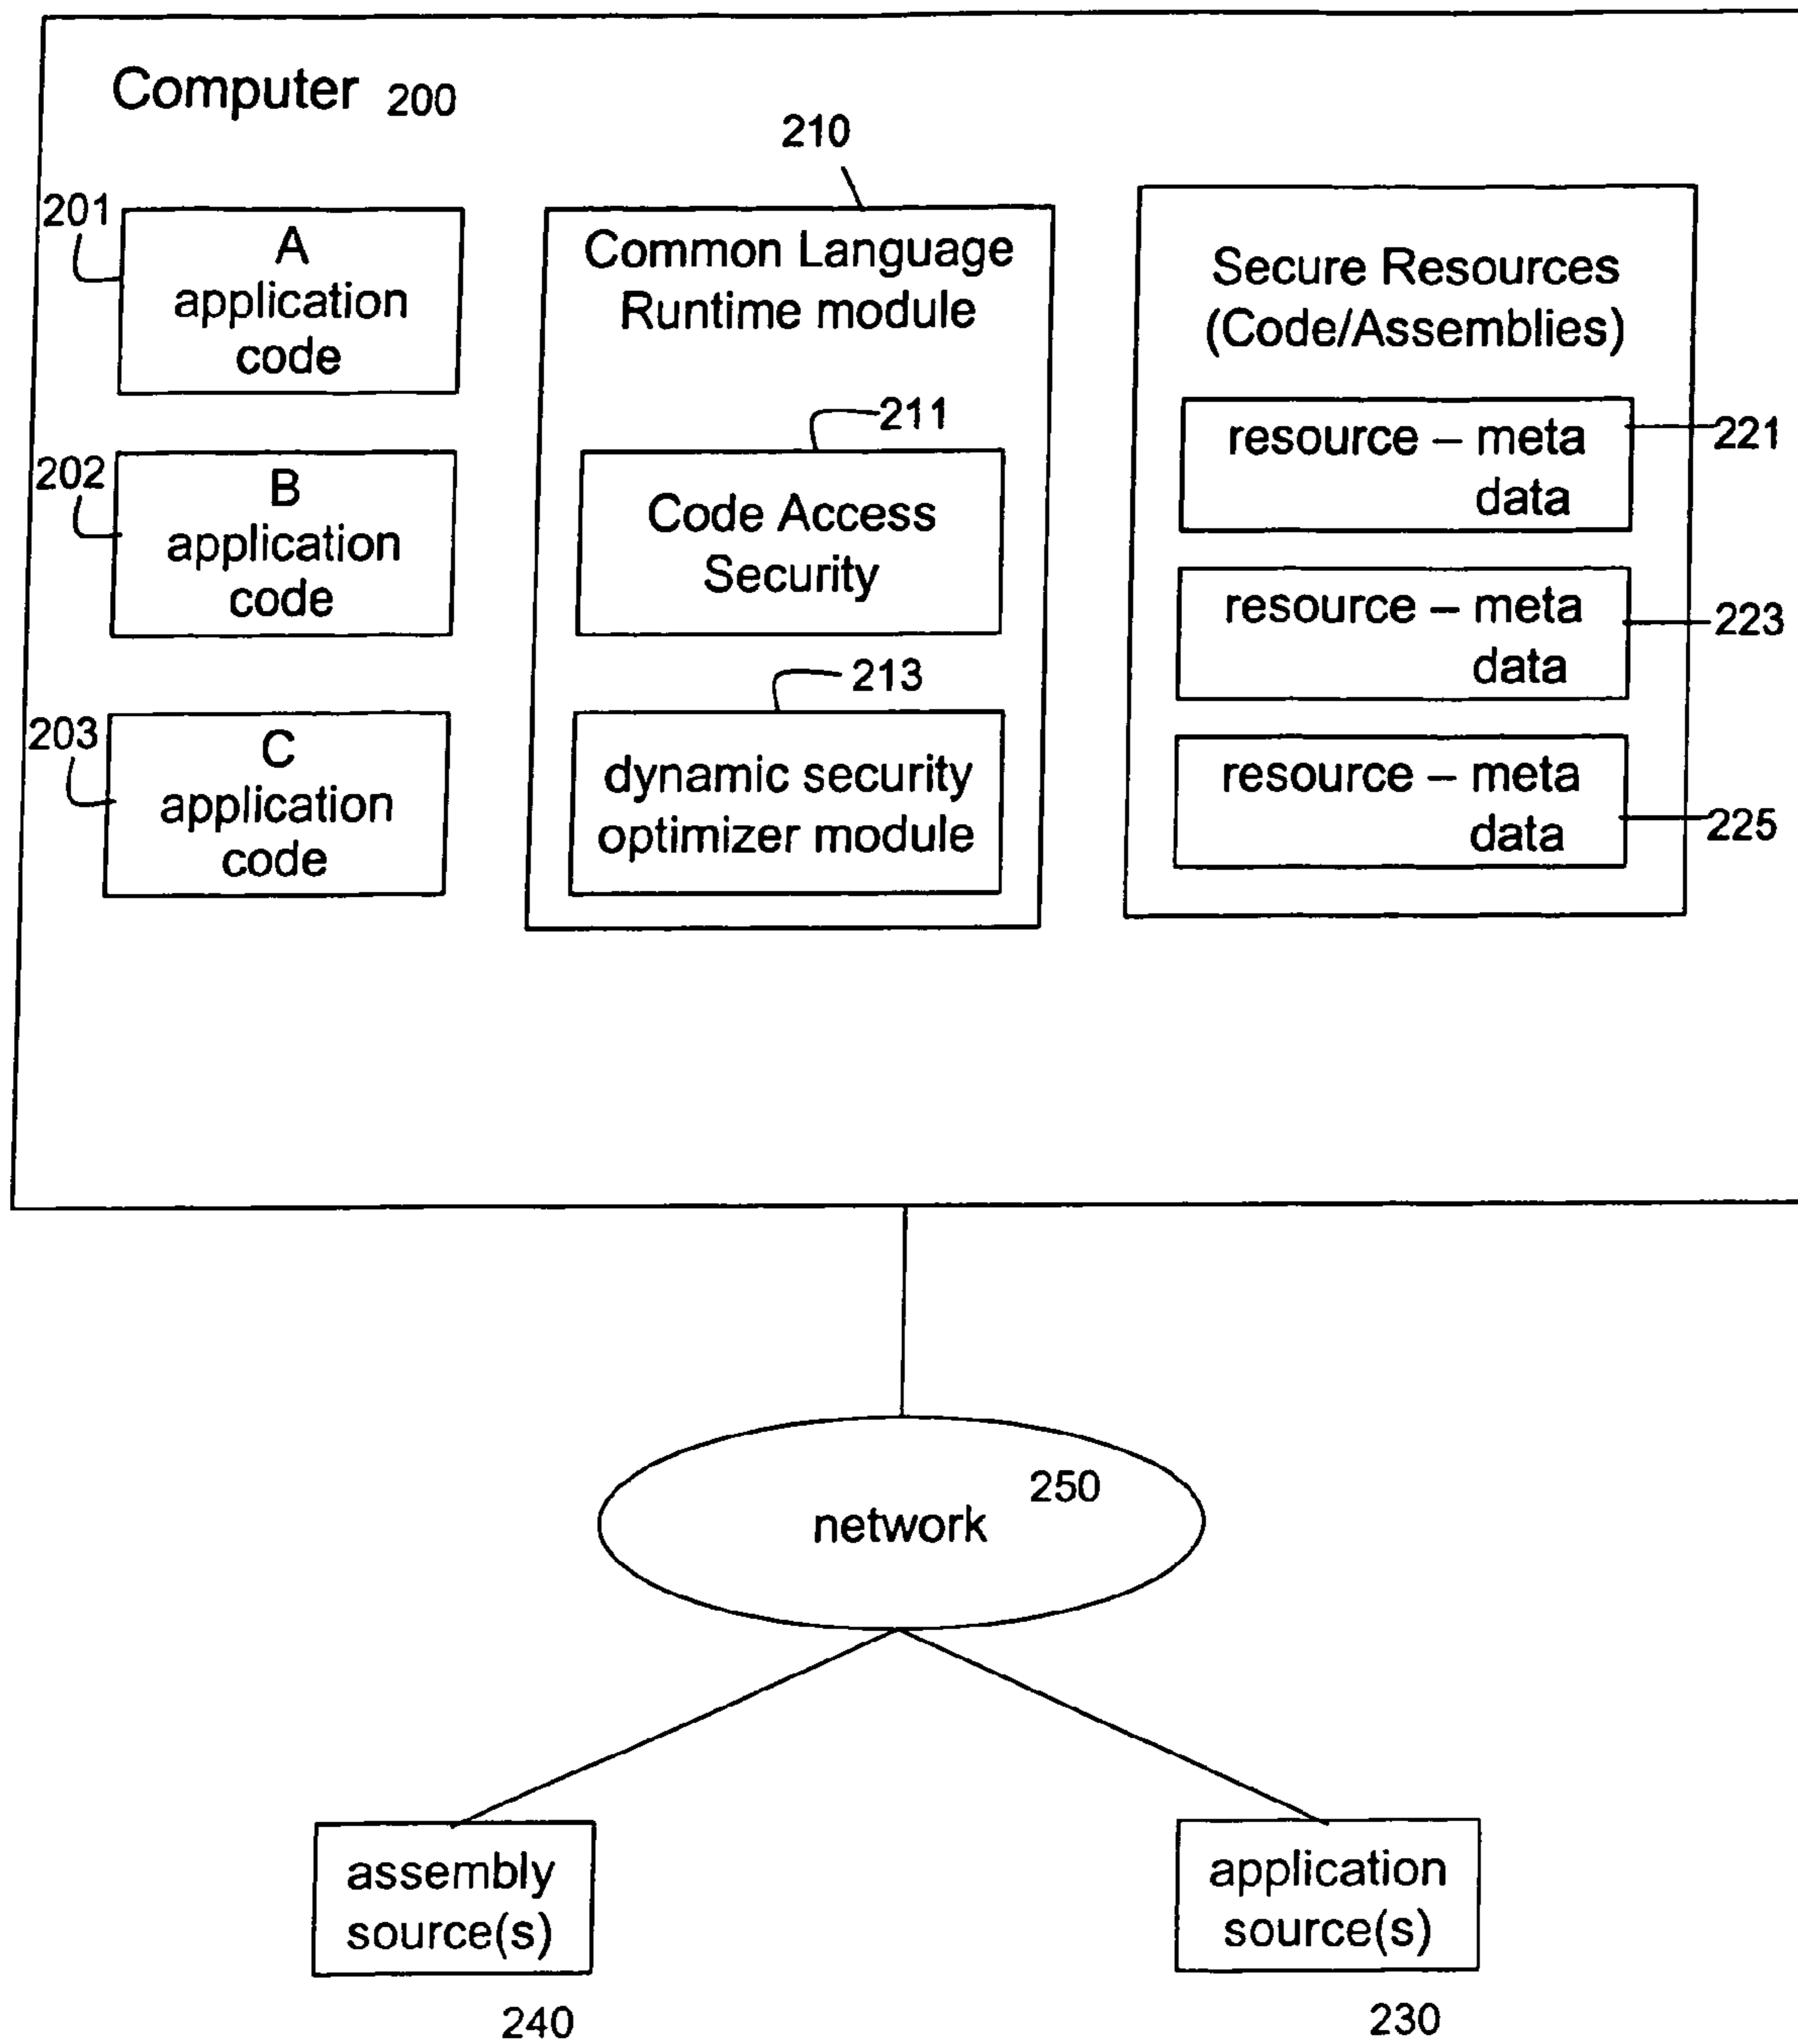 Computer 200
201
A
application
code
202
B
application
code
203
C
application
code
210
Common Language
Runtime module
211
Code Access
Security
213
dynamic security
optimizer module
Secure Resources
(Code/Assemblies)
resource – meta
data
221
resource – meta
data
223
resource – meta
data
225
250
network
assembly
source(s)
240
application
source(s)
230